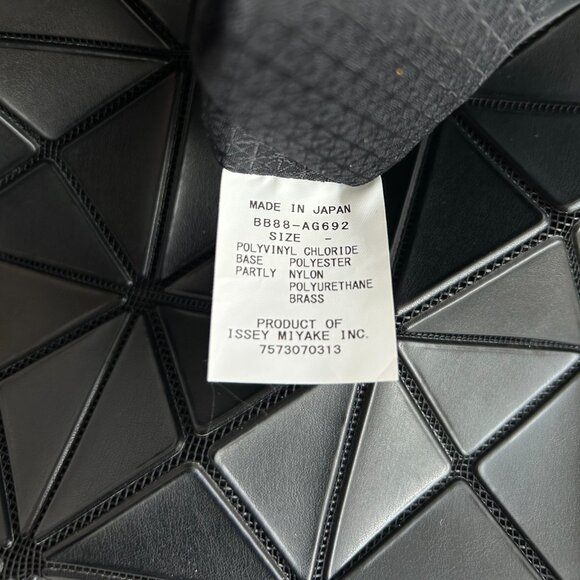 MADE IN JAPAN
BB88-AG692
SIZE -
POLYVINYL CHLORIDE
BASE POLYESTER
PARTLY NYLON
POLYURETHANE
BRASS
PRODUCT OF
ISSEY MIYAKE INC.
7573070313